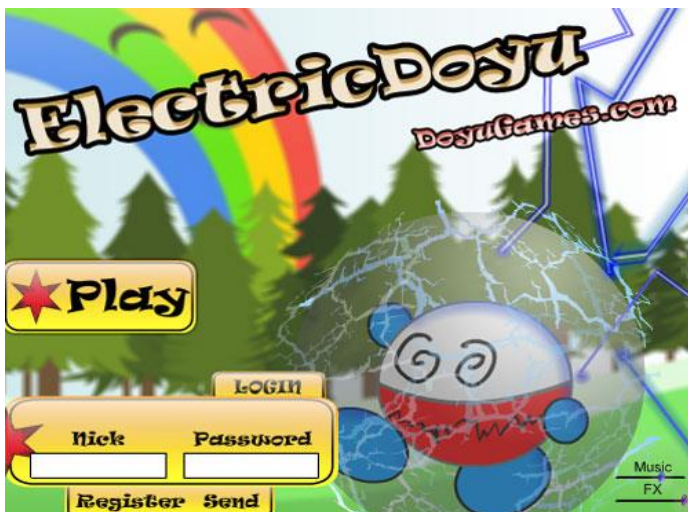 ElectricDoyu
DoyuGames.com
Play
LOGIN
Nick Password
Register Send
Music
FX